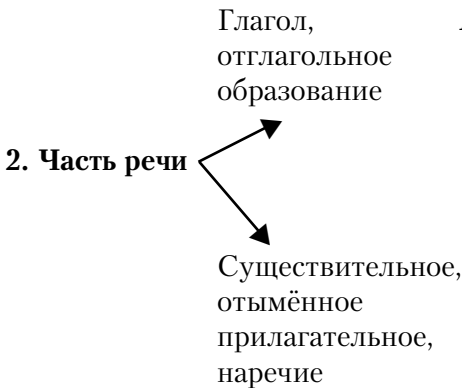 Глагол,
отглагольное
образование
2. Часть речи
Существительное,
отымённое
прилагательное,
наречие